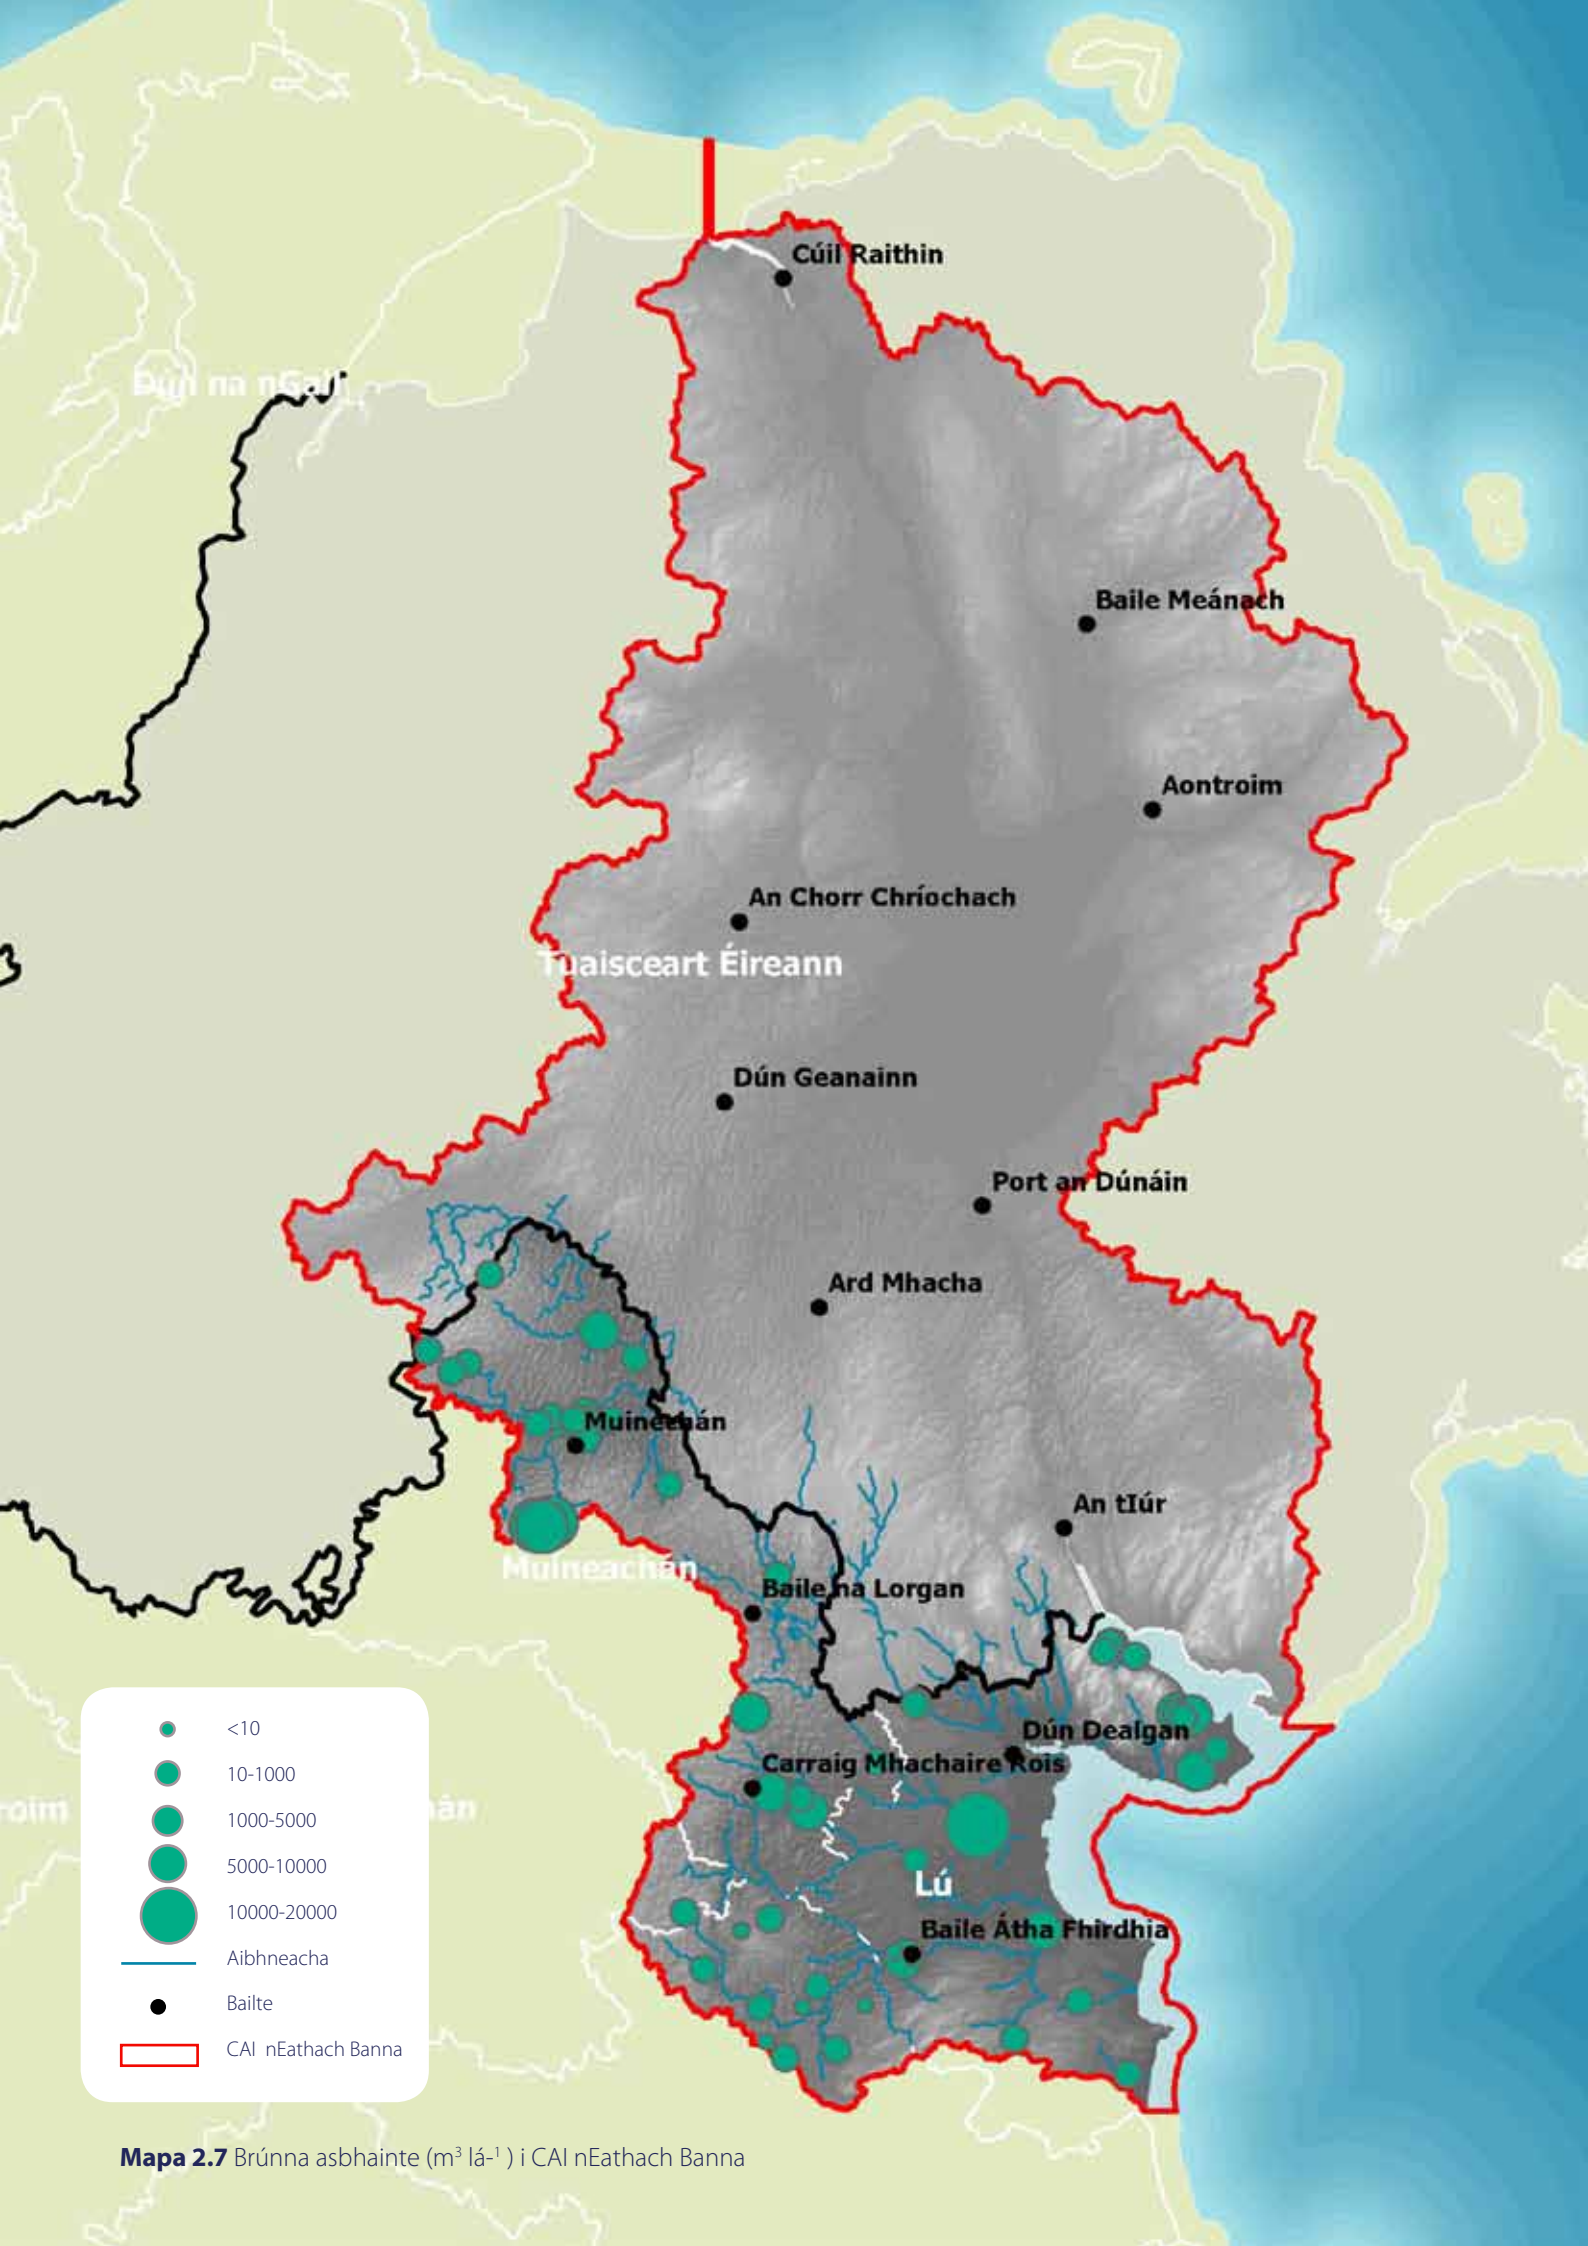 Cúil Raithin
Dún na nGall
Baile Meánach
Aontroim
An Chorr Chríochach
Tuaisceart Éireann
Dún Geanainn
Port an Dúnáin
Ard Mhacha
Muinechán
An tIúr
Muineachán
Baile na Lorgan
Dún Dealgan
Carraig Mhachaire Rois
Lú
Baile Átha Fhirdhia
<10
10-1000
1000-5000
5000-10000
10000-20000
Aibhneacha
Bailte
CAI nEathach Banna
Mapa 2.7 Brúnna asbhainte (m³ lá-¹ ) i CAI nEathach Banna